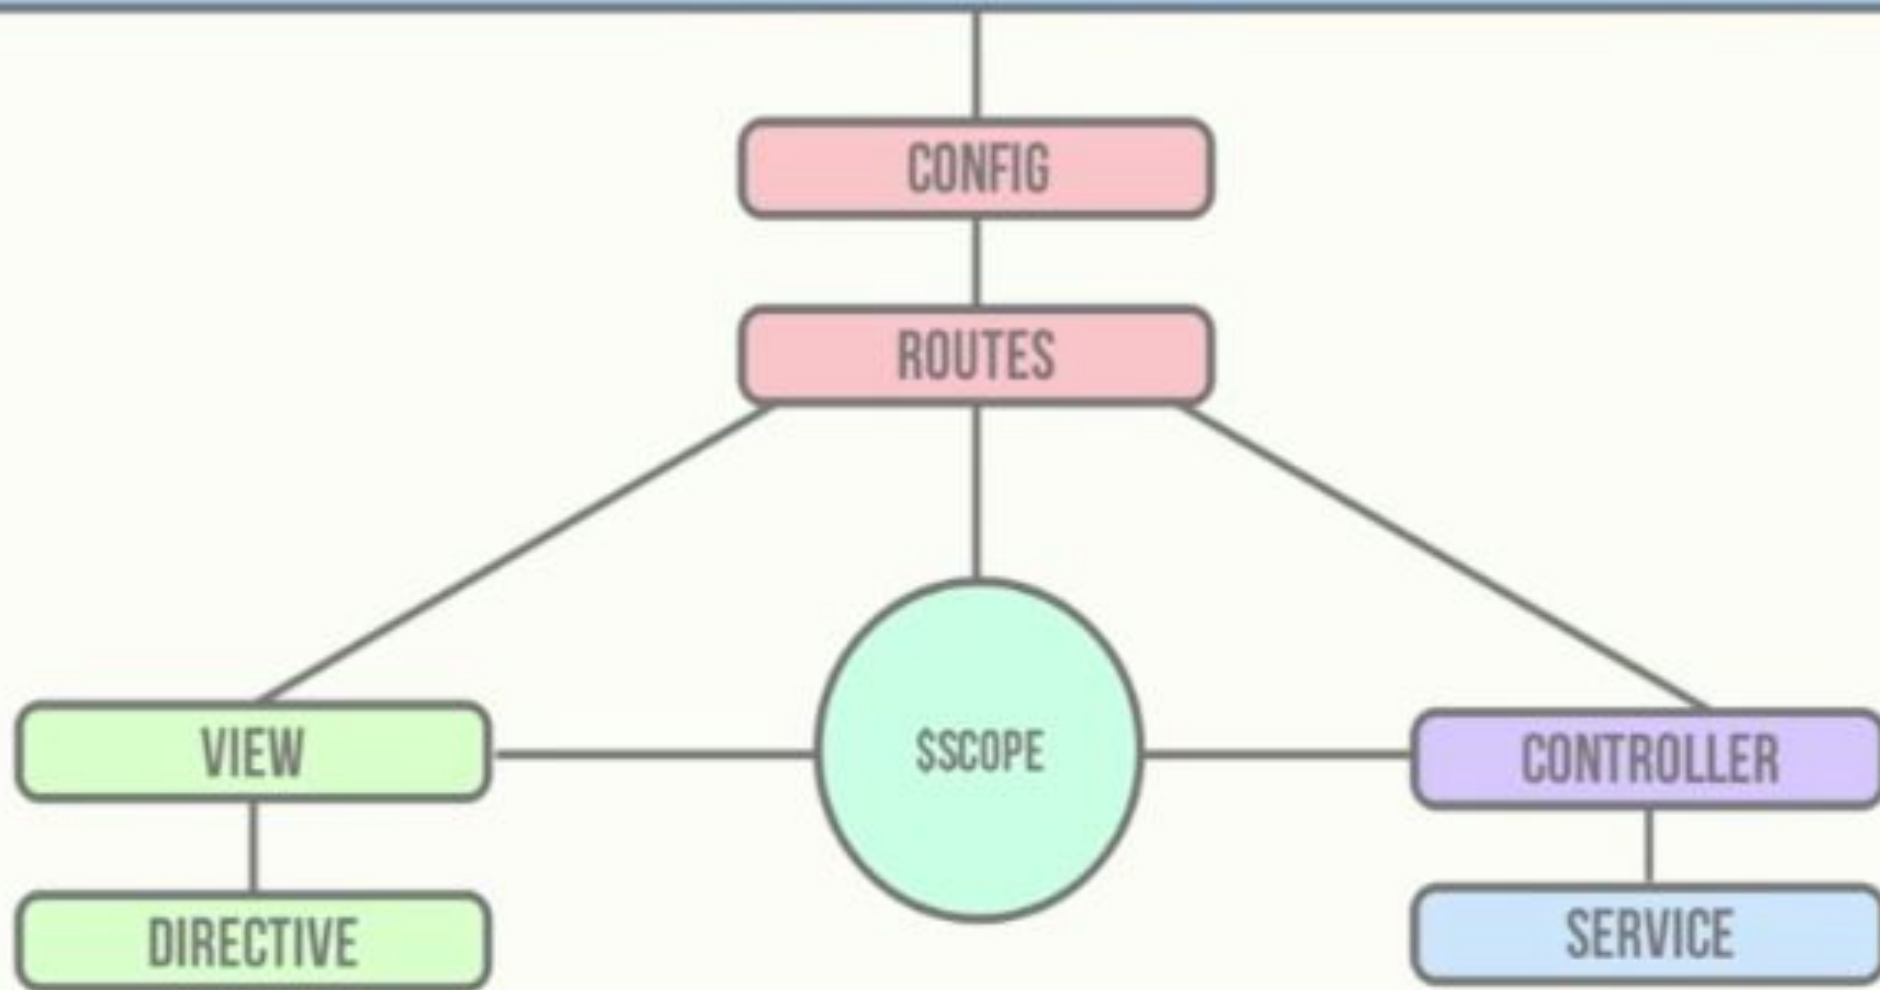 CONFIG
ROUTES
VIEW
$SCOPE
CONTROLLER
DIRECTIVE
SERVICE